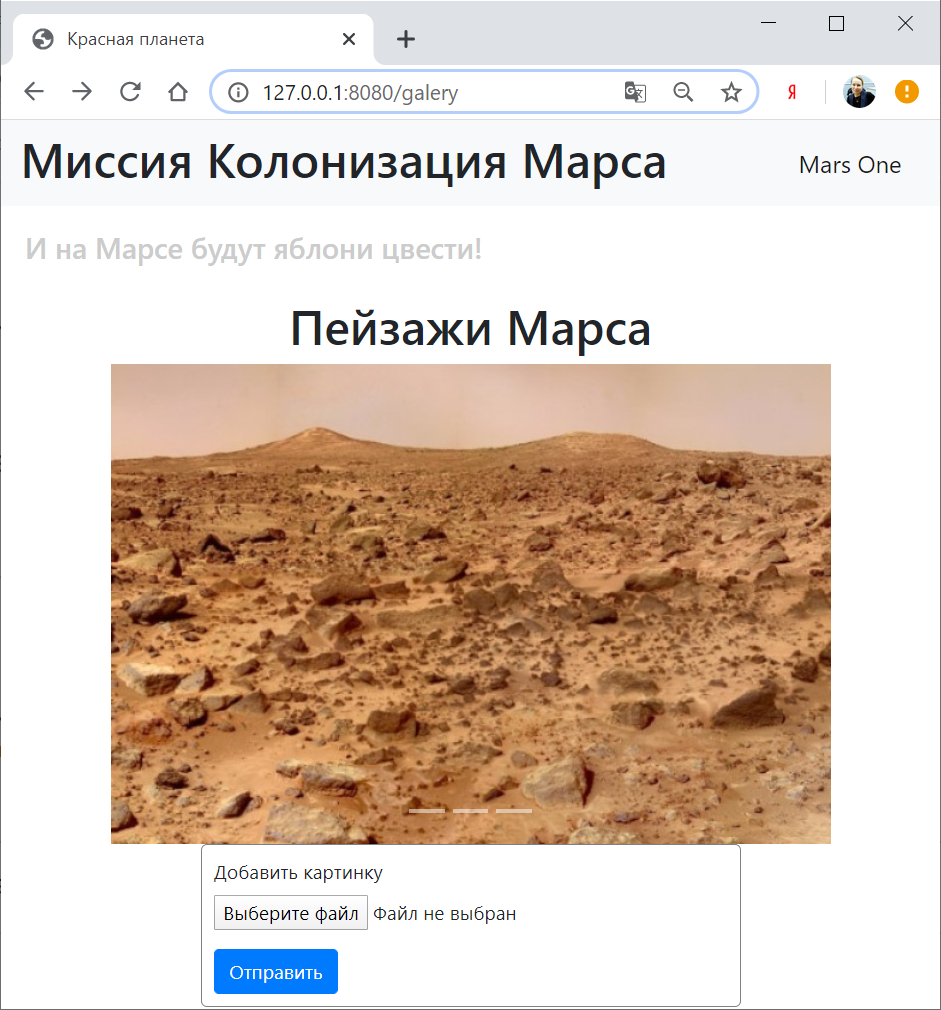 Красная планета
127.0.0.1:8080/galery
Я
Миссия Колонизация Марса
Mars One
И на Марсе будут яблони цвести!
Пейзажи Марса
Добавить картинку
Выберите файл Файл не выбран
Отправить